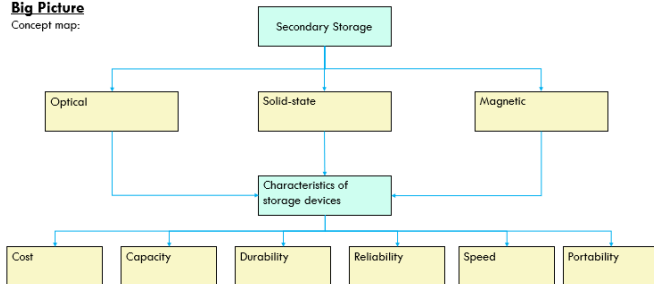 Big Picture
Concept map:
Secondary Storage
Optical
Solid-state
Magnetic
Characteristics of
storage devices
Cost
Capacity
Durability
Reliability
Speed
Portability